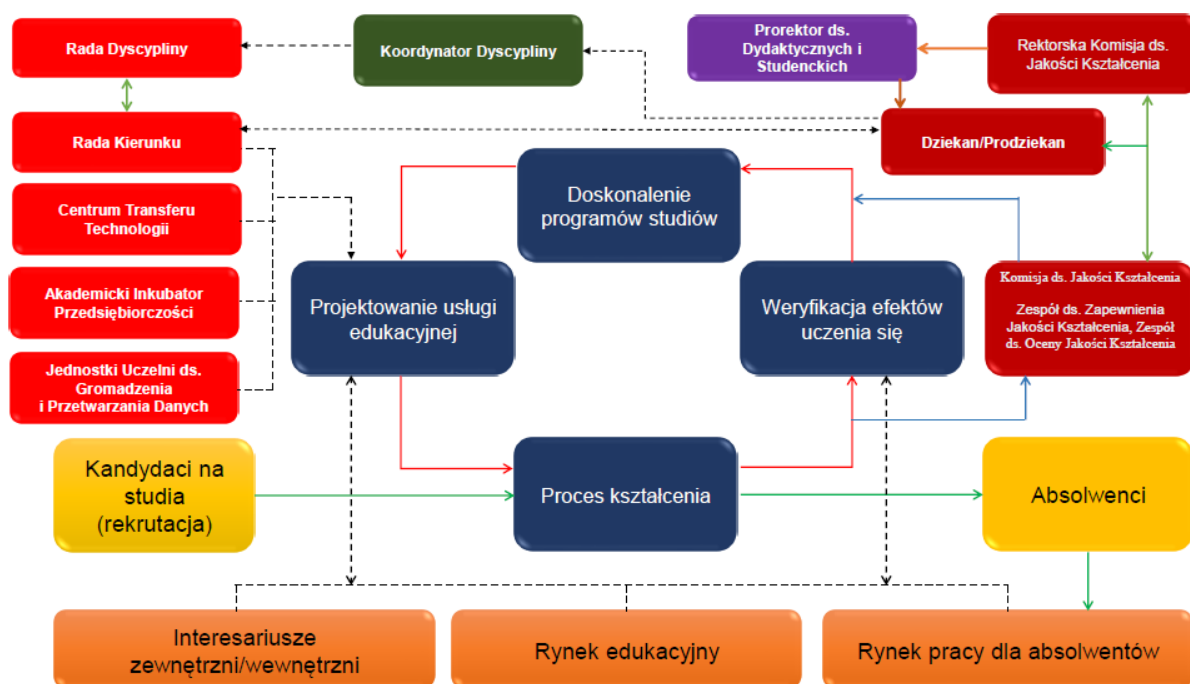 Rada Dyscypliny
Koordynator Dyscypliny
Prorektor ds.
Dydaktycznych i
Studenckich
Rektorska Komisja ds.
Jakości Kształcenia
Rada Kierunku
Dziekan/Prodziekan
Centrum Transferu
Technologii
Doskonalenie
programów studiów
Akademicki Inkubator
Przedsiębiorczości
Projektowanie usługi
edukacyjnej
Weryfikacja efektów
uczenia się
Komisja ds. Jakości Kształcenia
Zespół ds. Zapewnienia
Jakości Kształcenia, Zespół
ds. Oceny Jakości Kształcenia
Jednostki Uczelni ds.
Gromadzenia
i Przetwarzania Danych
Kandydaci na
studia
(rekrutacja)
Proces kształcenia
Absolwenci
Interesariusze
zewnętrzni/wewnętrzni
Rynek edukacyjny
Rynek pracy dla absolwentów